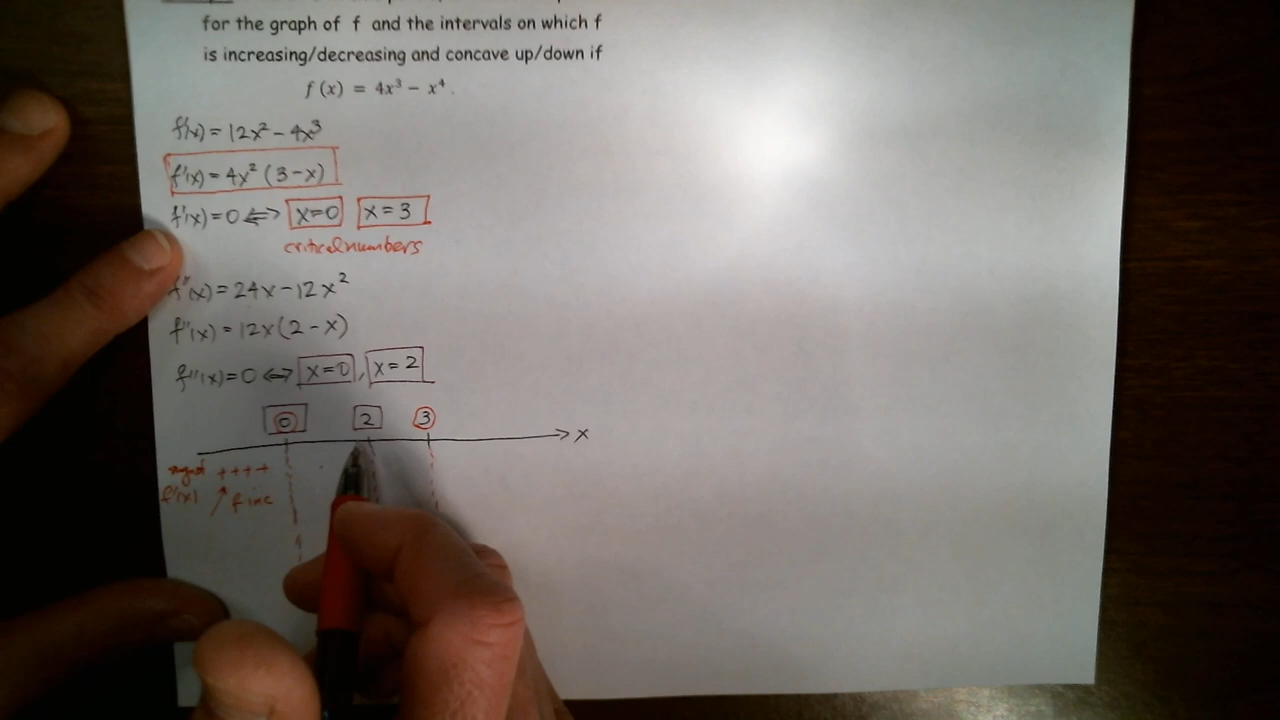 for the graph of f and the intervals on which f
is increasing/decreasing and concave up/down if
f (x) = 4x³ − x⁴.
f'(x) = 12x² − 4x³
f'(x) = 4x² (3−x)
f'(x) = 0 ⟺ x=0 x=3
critical numbers
f''(x) = 24x − 12x²
f''(x) = 12x(2−x)
f''(x) = 0 ⟺ x=0, x=2
0 2 3
→ x
++++
f'(x) ↗ f inc